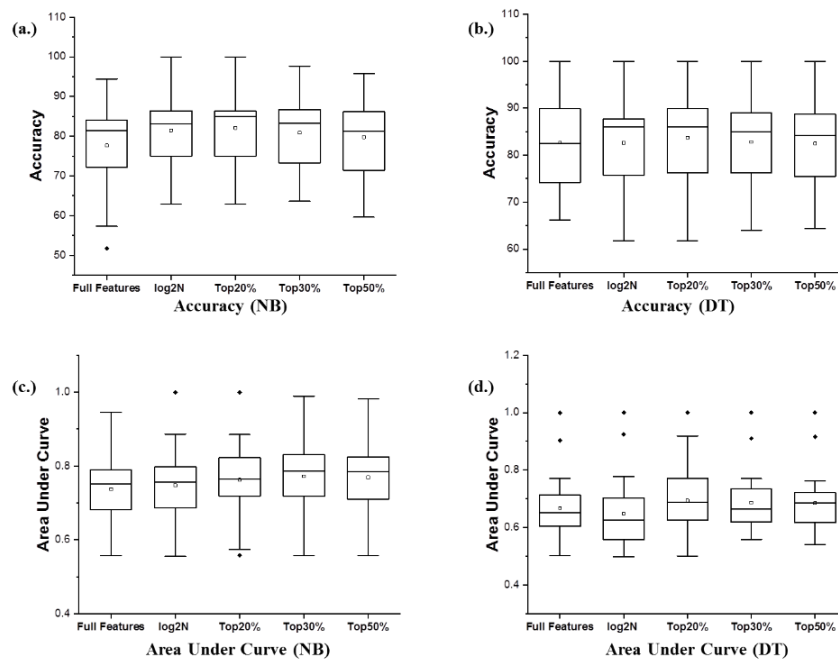 (a.)
110
100
90
80
70
60
50
Accuracy
Full Features log2N Top20% Top30% Top50%
Accuracy (NB)
(b.)
110
100
90
80
70
60
Accuracy
Full Features log2N Top20% Top30% Top50%
Accuracy (DT)
(c.)
1.0
0.8
0.6
0.4
Area Under Curve
Full Features log2N Top20% Top30% Top50%
Area Under Curve (NB)
(d.)
1.2
1.0
0.8
0.6
0.4
Area Under Curve
Full Features log2N Top20% Top30% Top50%
Area Under Curve (DT)